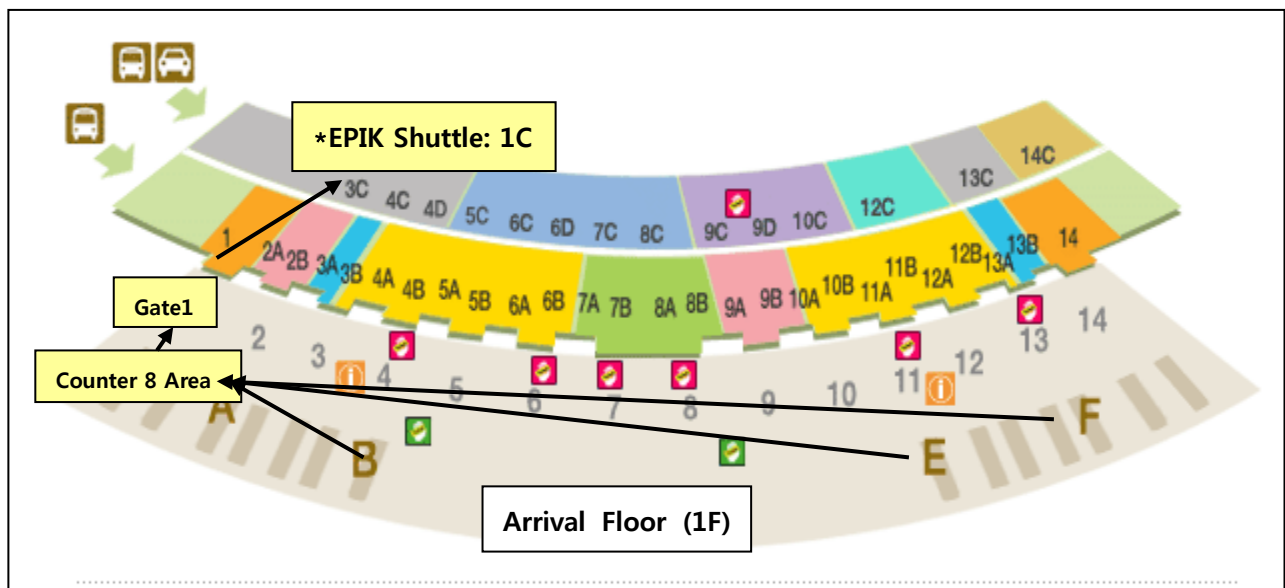 *EPIK Shuttle: 1C
3C 4C 4D 5C 6C 6D 7C 8C 9C 9D 10C 12C 13C 14C
1 2A 2B 3A 3B 4A 4B 5A 5B 6A 6B 7A 7B 8A 8B 9A 9B 10A 10B 11A 11B 12A 12B 13A 13B 14
Gate1
2 3 4 5 6 7 8 9 10 11 12 13 14
Counter 8 Area
A B E F
Arrival Floor (1F)